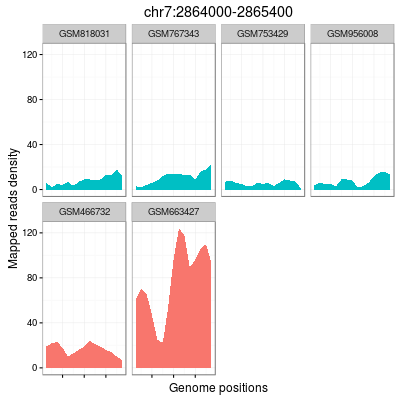 chr7:2864000-2865400
GSM818031 GSM767343 GSM753429 GSM956008
120
80
40
0
Mapped reads density
GSM466732 GSM663427
120
80
40
0
Genome positions